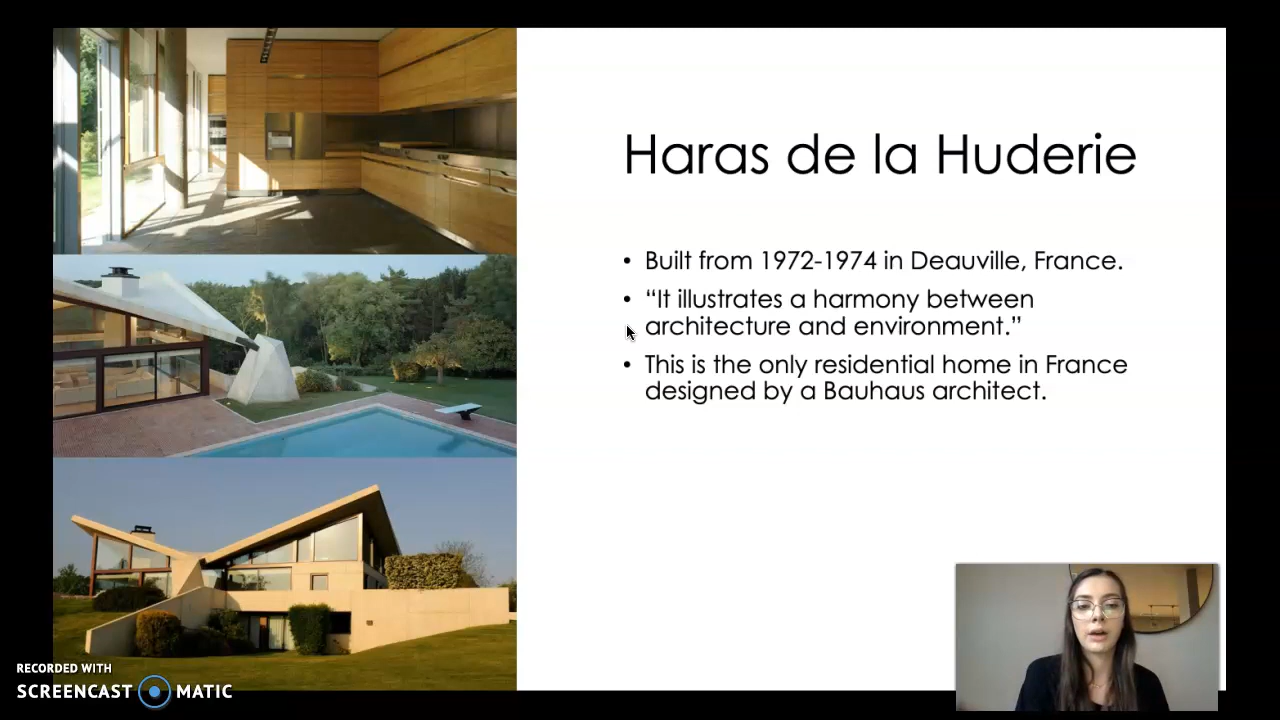 Haras de la Huderie
• Built from 1972-1974 in Deauville, France.
• “It illustrates a harmony between
architecture and environment.”
• This is the only residential home in France
designed by a Bauhaus architect.
RECORDED WITH
SCREENCAST MATIC